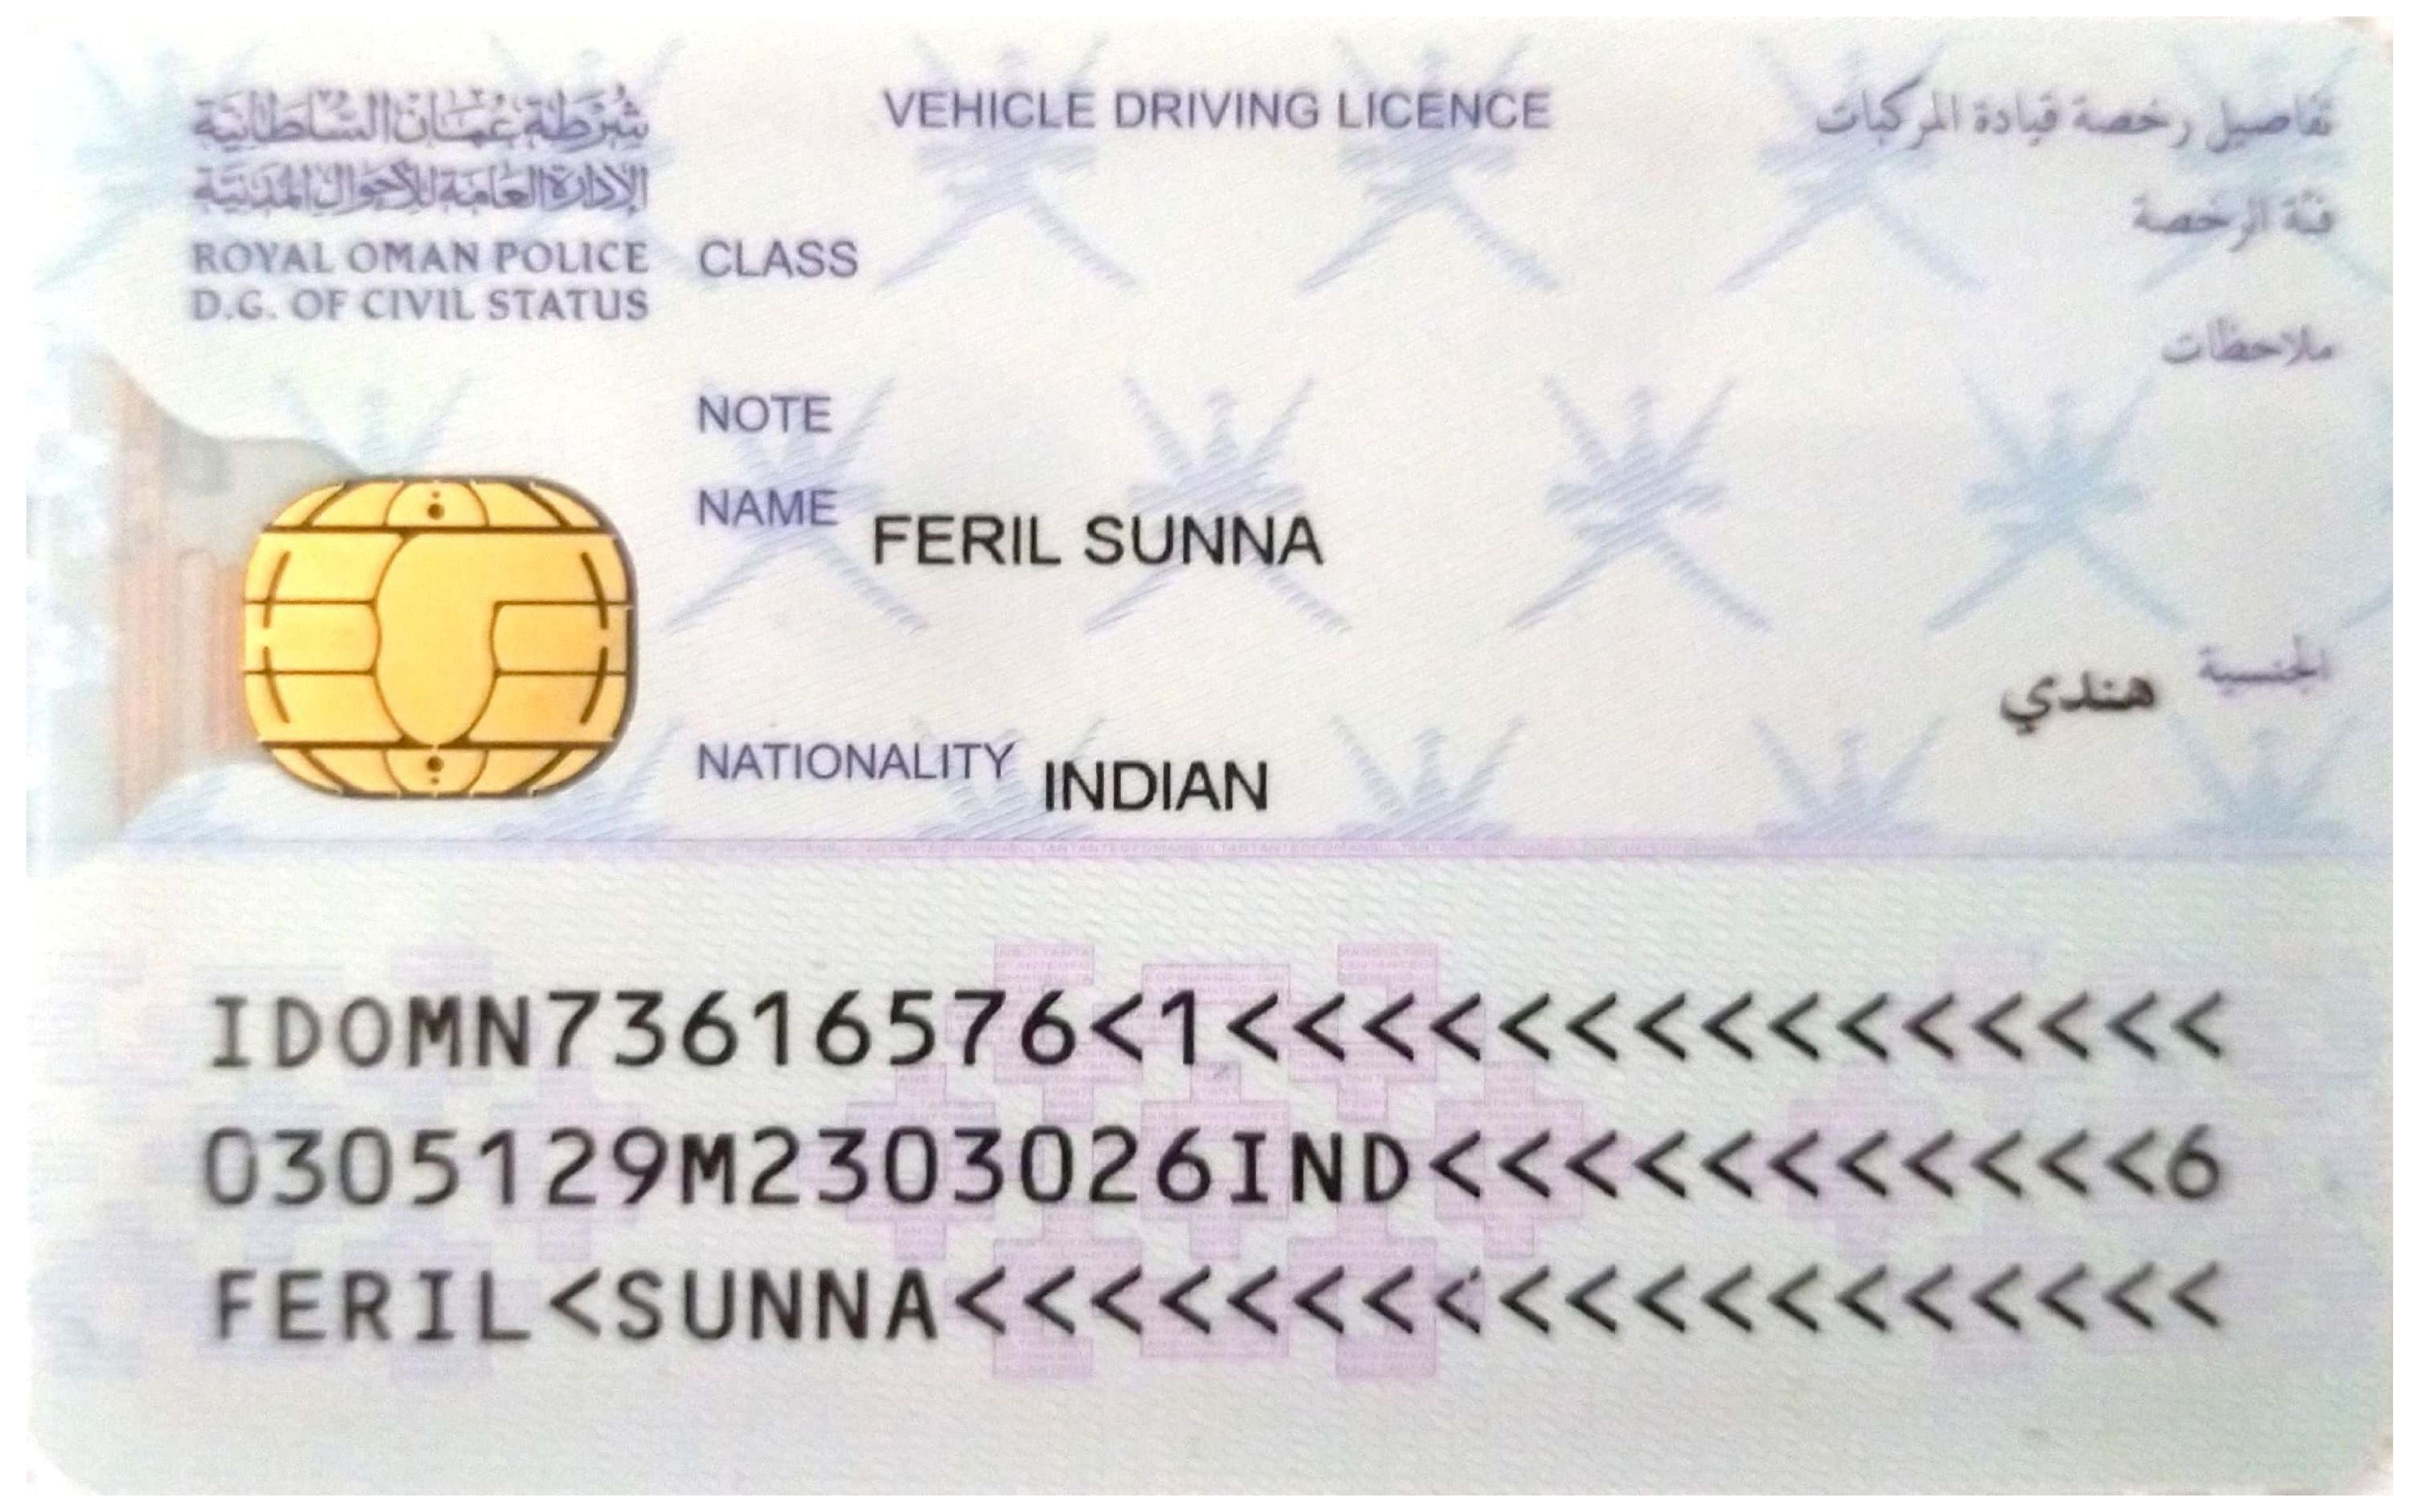 شرطة عمان السلطانية
الإدارة العامة للأحوال المدنية
ROYAL OMAN POLICE
D.G. OF CIVIL STATUS
VEHICLE DRIVING LICENCE
تفاصيل رخصة قيادة المركبات
CLASS
فئة الرخصة
ملاحظات
NOTE
NAME FERIL SUNNA
الجنسية هندي
NATIONALITY INDIAN
IDOMN73616576<1<<<<<<<<<<<<<<<
0305129M2303026IND<<<<<<<<<<<6
FERIL<SUNNA<<<<<<<<<<<<<<<<<<<